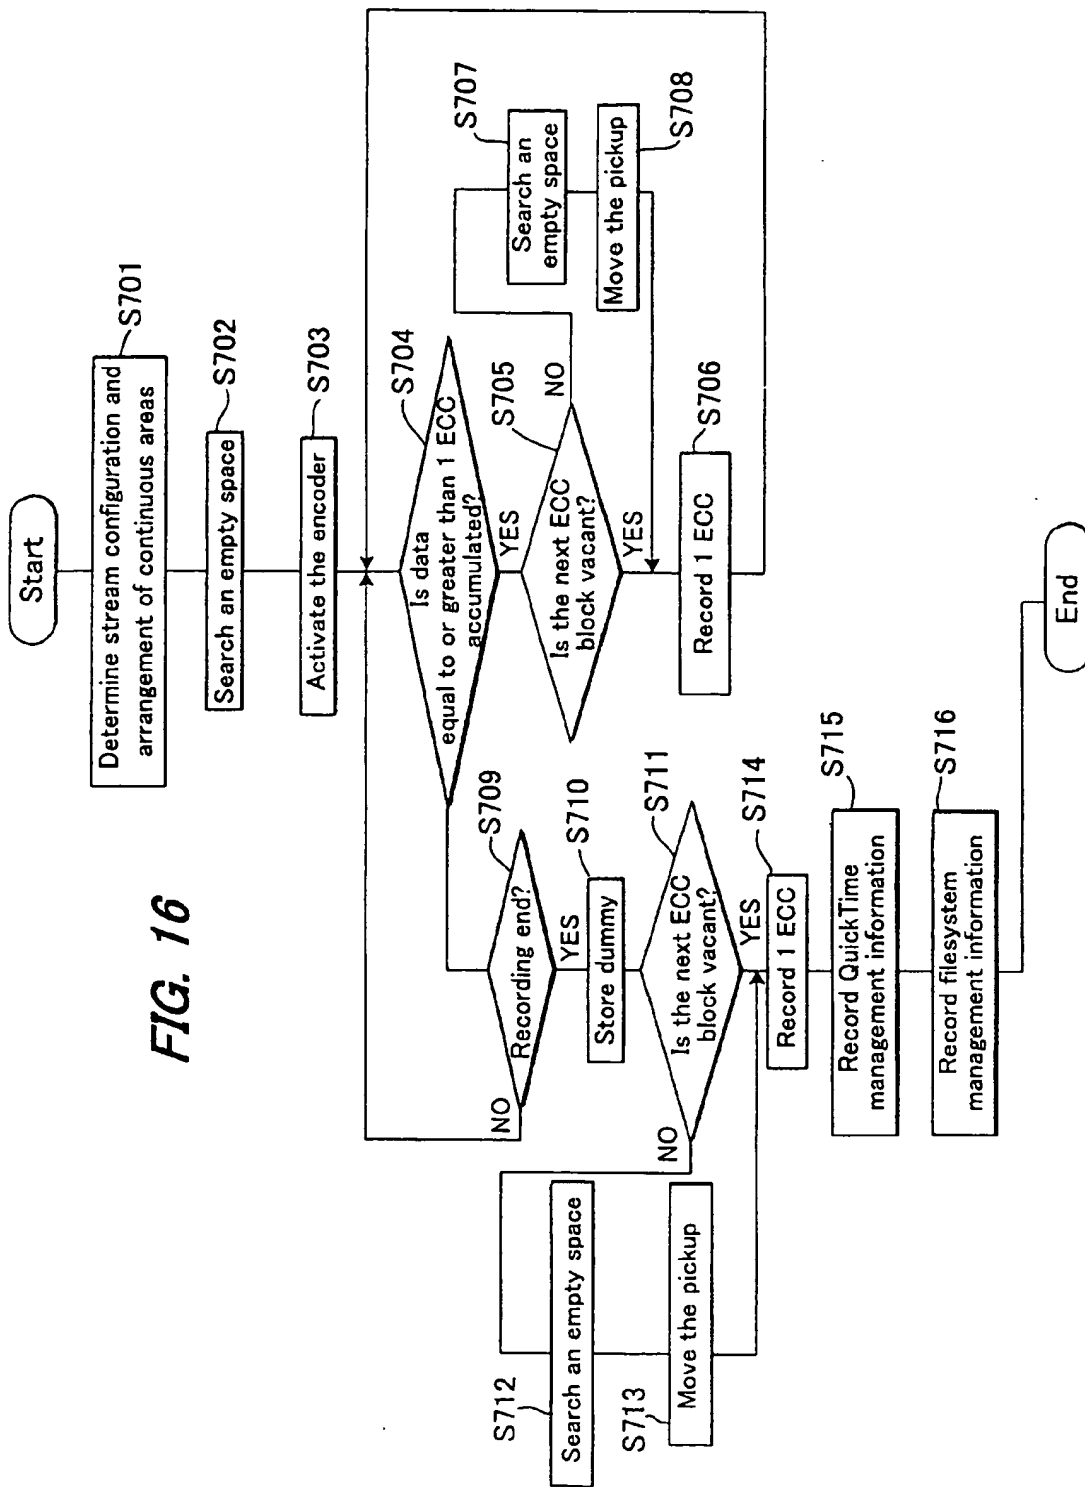 FIG. 16
Start
Determine stream configuration and
arrangement of continuous areas
S701
Search an empty space
S702
Activate the encoder
S703
Is data
equal to or greater than 1 ECC
accumulated?
S704
YES
Is the next ECC
block vacant?
S705
NO
YES
Search an
empty space
S707
Move the pickup
S708
Record 1 ECC
S706
Recording end?
S709
NO
YES
Store dummy
S710
Is the next ECC
block vacant?
S711
NO
YES
Search an empty space
S712
Move the pickup
S713
Record 1 ECC
S714
Record QuickTime
management information
S715
Record filesystem
management information
S716
End